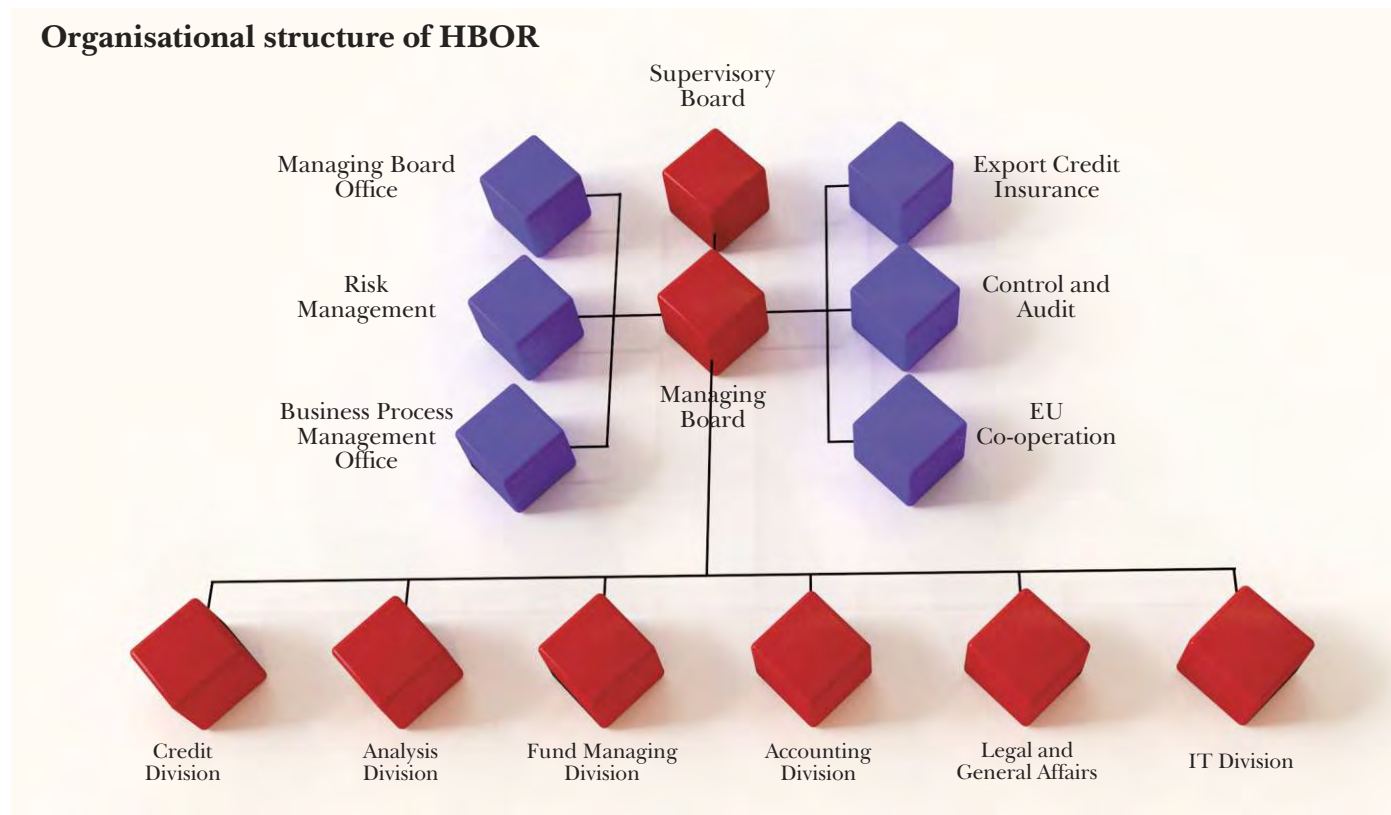 Organisational structure of HBOR
Supervisory
Board
Managing Board
Office
Export Credit
Insurance
Risk
Management
Control and
Audit
Managing
Board
Business Process
Management
Office
EU
Co-operation
Credit
Division
Analysis
Division
Fund Managing
Division
Accounting
Division
Legal and
General Affairs
IT Division